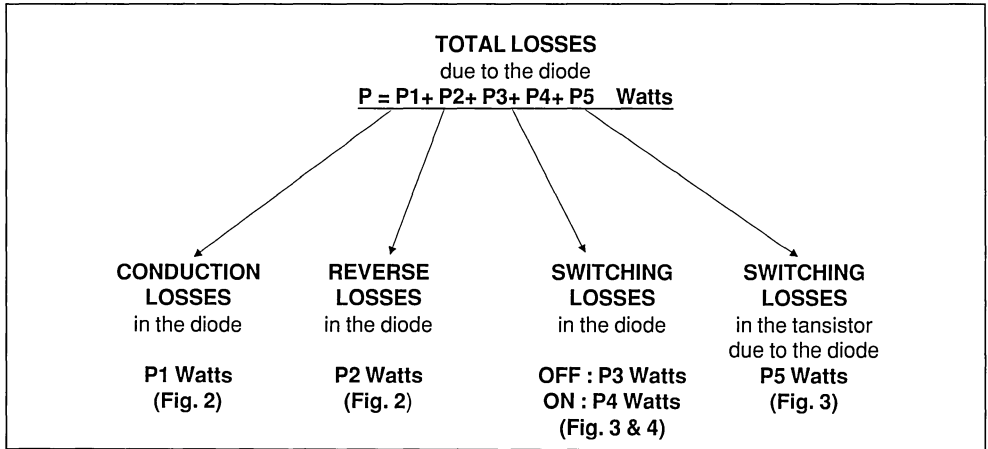 TOTAL LOSSES
due to the diode
P = P1+ P2+ P3+ P4+ P5 Watts
CONDUCTION
LOSSES
in the diode
P1 Watts
(Fig. 2)
REVERSE
LOSSES
in the diode
P2 Watts
(Fig. 2)
SWITCHING
LOSSES
in the diode
OFF : P3 Watts
ON : P4 Watts
(Fig. 3 & 4)
SWITCHING
LOSSES
in the tansistor
due to the diode
P5 Watts
(Fig. 3)